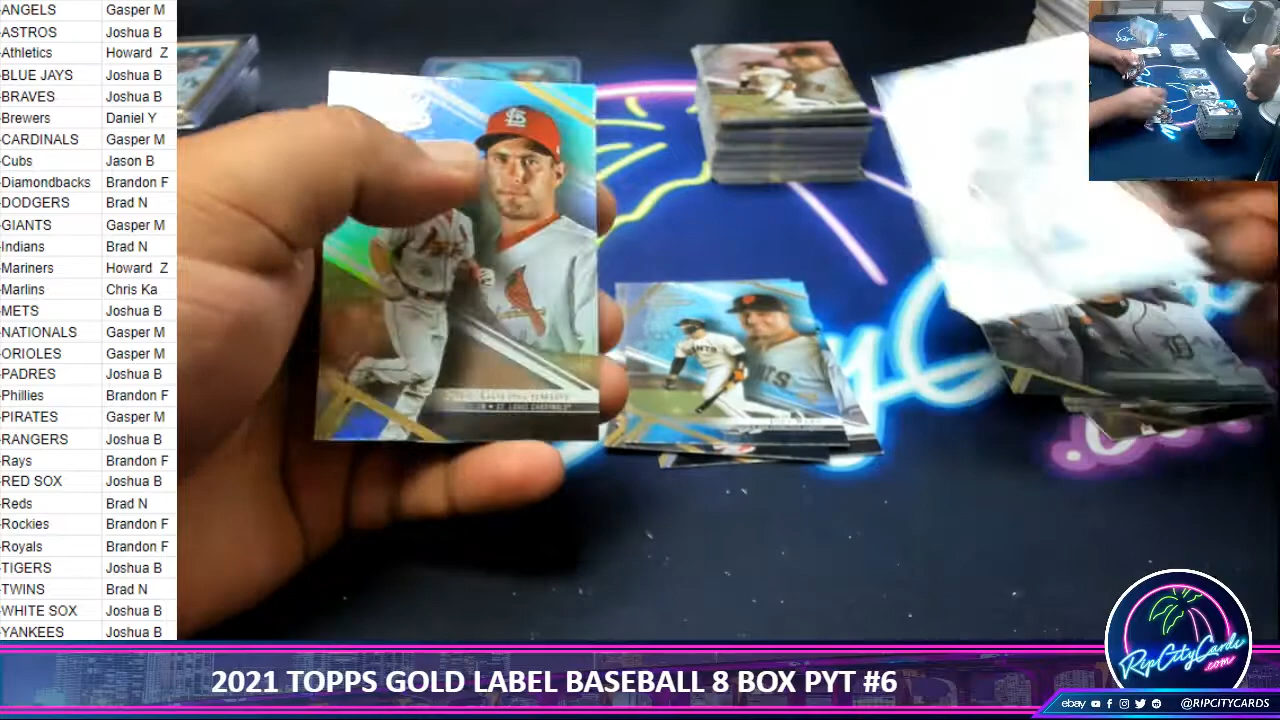 -ANGELS Gasper M
-ASTROS Joshua B
-Athletics Howard Z
-BLUE JAYS Joshua B
-BRAVES Joshua B
-Brewers Daniel Y
-CARDINALS Gasper M
-Cubs Jason B
-Diamondbacks Brandon F
-DODGERS Brad N
-GIANTS Gasper M
-Indians Brad N
-Mariners Howard Z
-Marlins Chris Ka
-METS Joshua B
-NATIONALS Gasper M
-ORIOLES Gasper M
-PADRES Joshua B
-Phillies Brandon F
-PIRATES Gasper M
-RANGERS Joshua B
-Rays Brandon F
-RED SOX Joshua B
-Reds Brad N
-Rockies Brandon F
-Royals Brandon F
-TIGERS Joshua B
-TWINS Brad N
-WHITE SOX Joshua B
-YANKEES Joshua B
ST. LOUIS CARDINALS
2021 TOPPS GOLD LABEL BASEBALL 8 BOX PYT #6
RipCityCards
.com
ebay @RIPCITYCARDS